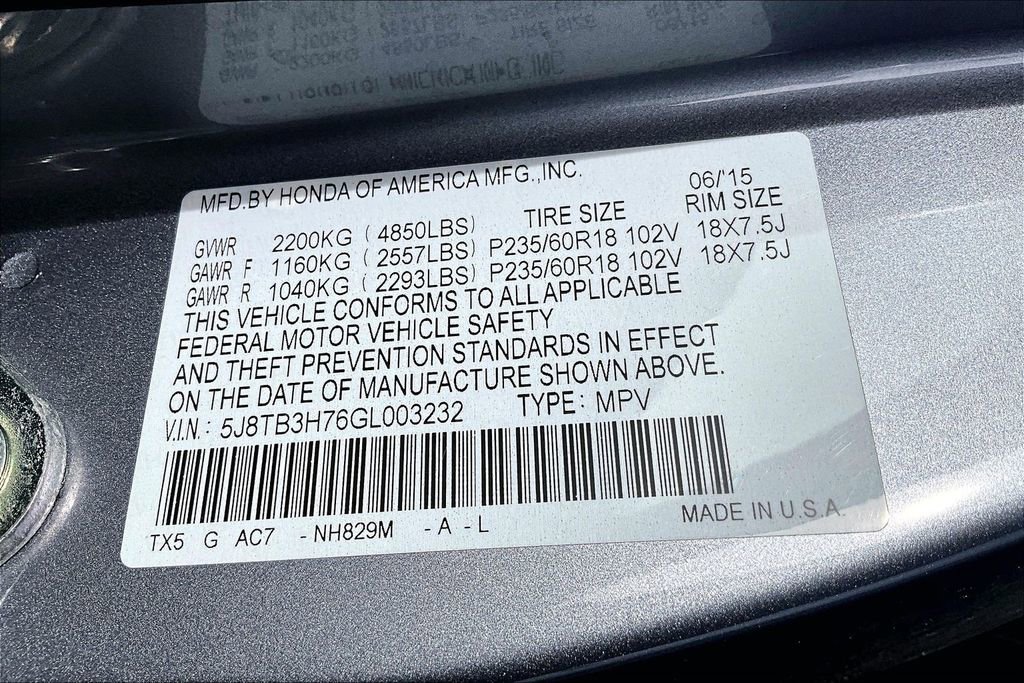 MFD.BY HONDA OF AMERICA MFG.,INC. 06/'15
TIRE SIZE RIM SIZE
GVWR 2200KG (4850LBS)
GAWR F 1160KG (2557LBS) P235/60R18 102V 18X7.5J
GAWR R 1040KG (2293LBS) P235/60R18 102V 18X7.5J
THIS VEHICLE CONFORMS TO ALL APPLICABLE
FEDERAL MOTOR VEHICLE SAFETY
AND THEFT PREVENTION STANDARDS IN EFFECT
ON THE DATE OF MANUFACTURE SHOWN ABOVE.
V.I.N.: 5J8TB3H76GL003232 TYPE: MPV
TX5 G AC7 -NH829M -A -L MADE IN U.S.A.